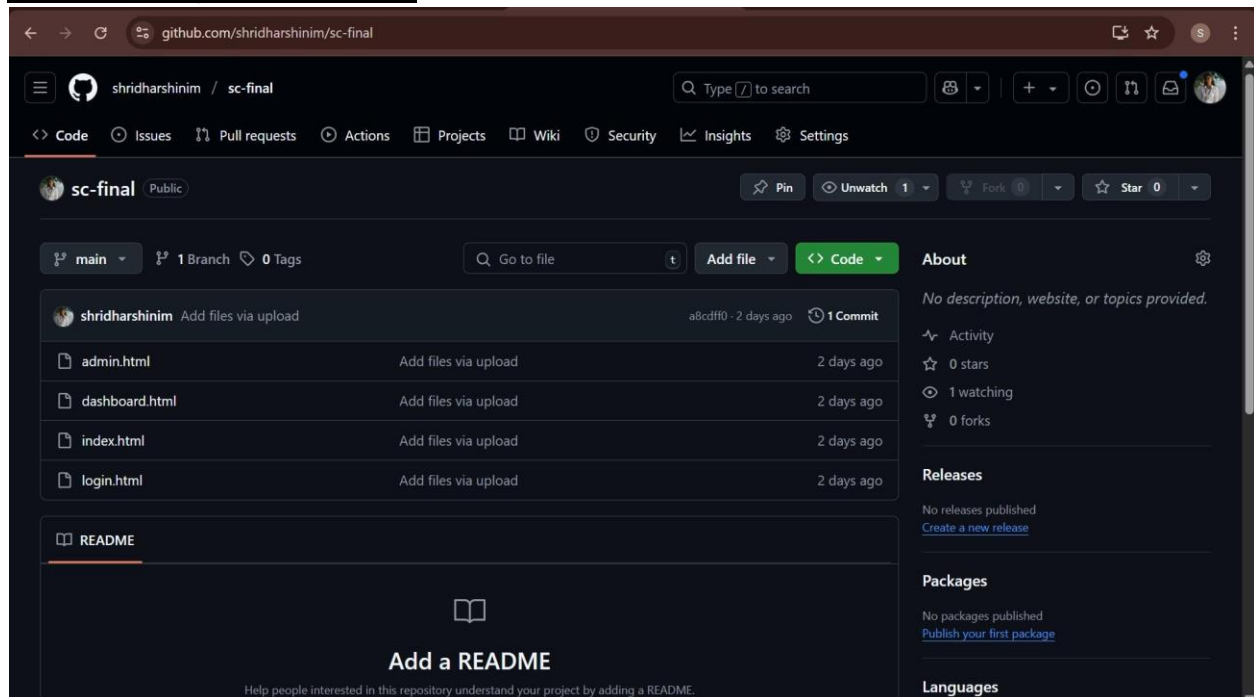 github.com/shridharshinim/sc-final
S
shridharshinim / sc-final
Type / to search
Code Issues Pull requests Actions Projects Wiki Security Insights Settings
sc-final Public
Pin Unwatch 1 Fork 0 Star 0
main 1 Branch 0 Tags
Go to file t Add file Code
shridharshinim Add files via upload a8cdff0 · 2 days ago 1 Commit
admin.html Add files via upload 2 days ago
dashboard.html Add files via upload 2 days ago
index.html Add files via upload 2 days ago
login.html Add files via upload 2 days ago
README
Add a README
Help people interested in this repository understand your project by adding a README.
About
No description, website, or topics provided.
Activity
0 stars
1 watching
0 forks
Releases
No releases published
Create a new release
Packages
No packages published
Publish your first package
Languages